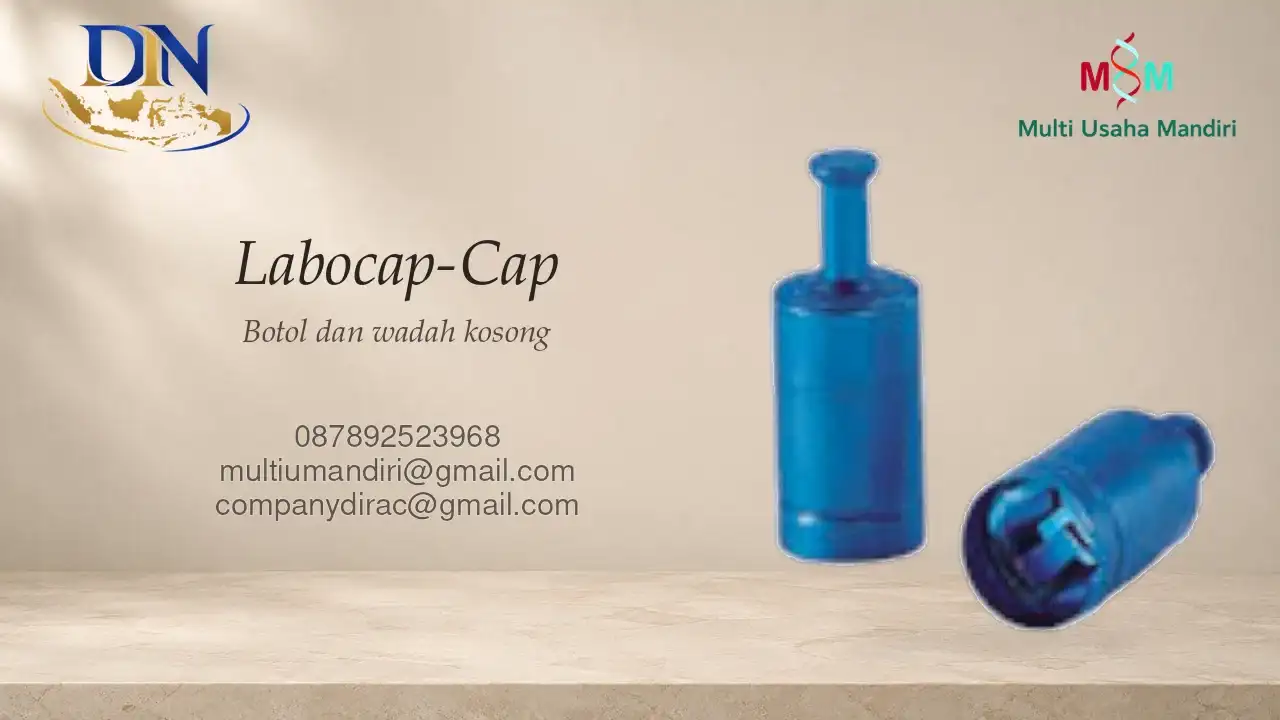 DN
MSM
Multi Usaha Mandiri
Labocap-Cap
Botol dan wadah kosong
087892523968
multiumandiri@gmail.com
companydirac@gmail.com